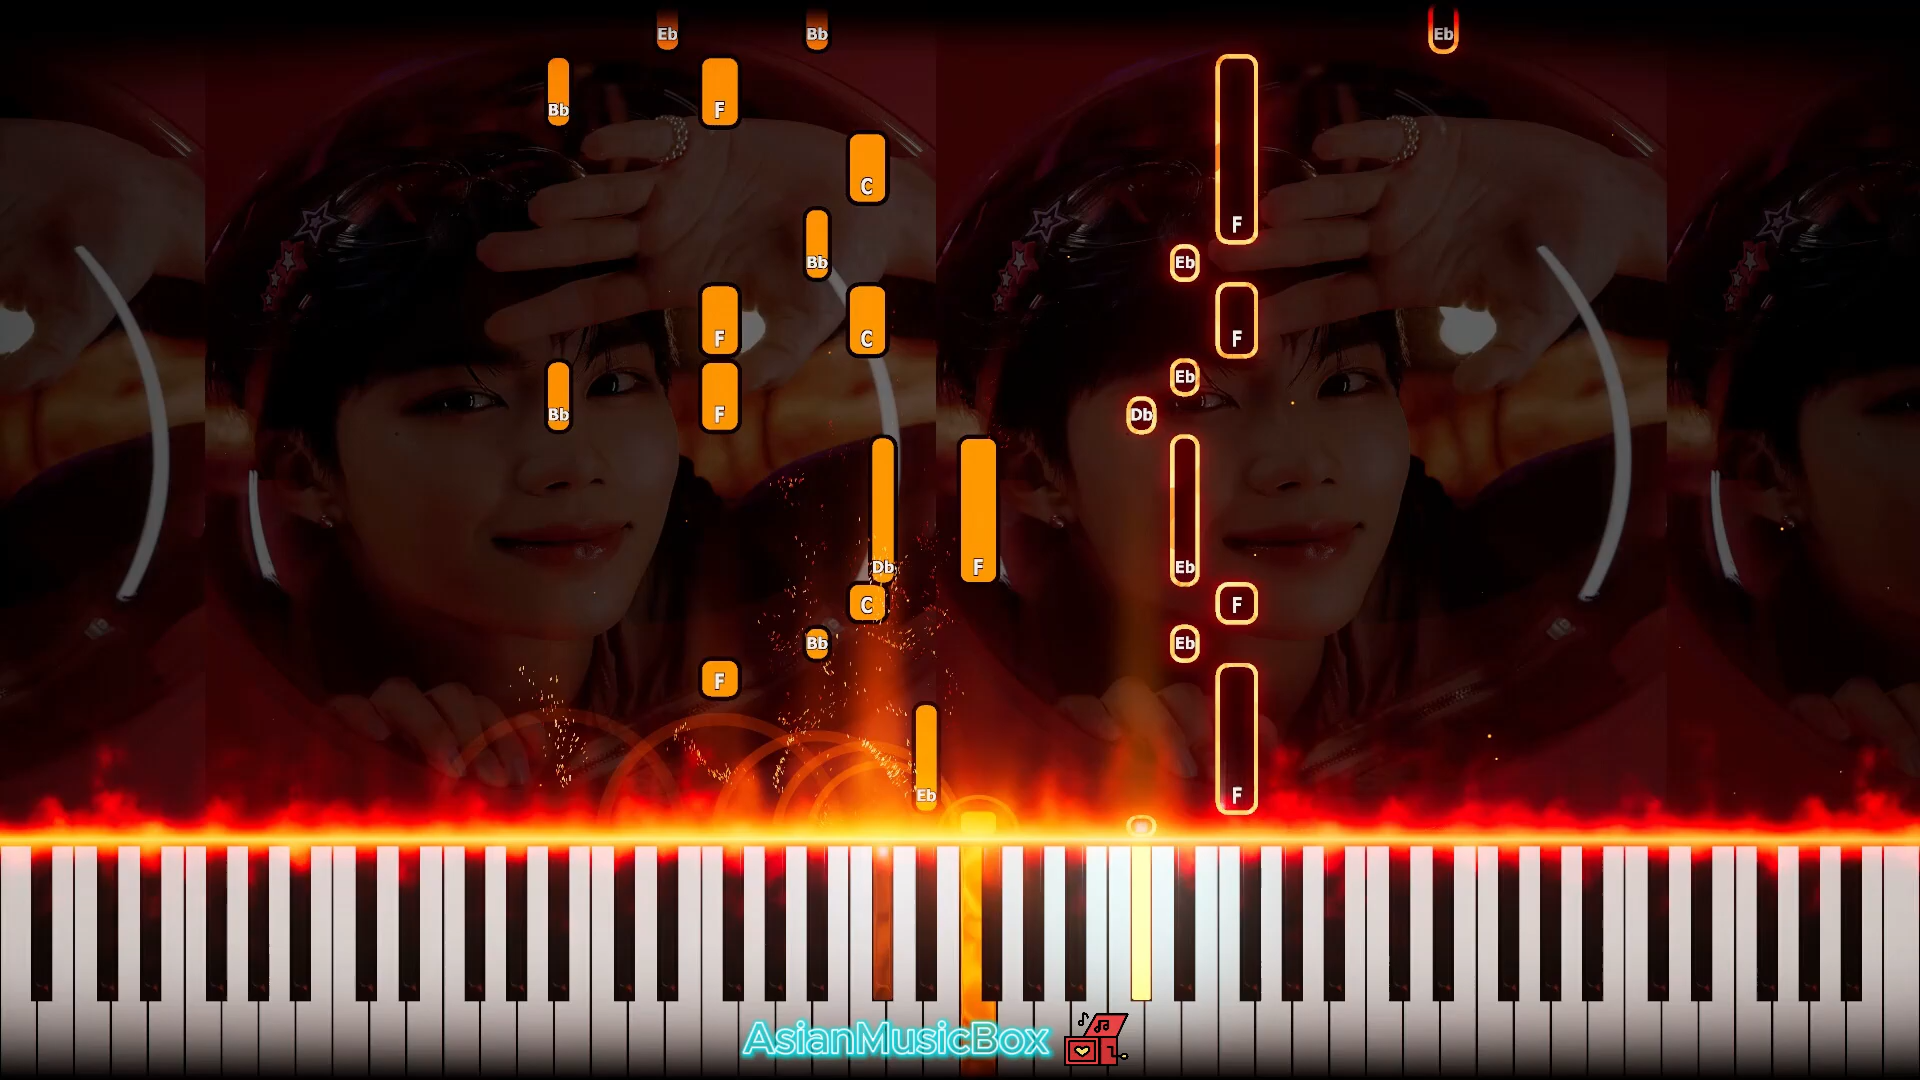 Eb Bb Eb
Bb F
C
Bb F
Bb Eb
F C F
Eb
Bb F Db
Db F Eb
C F
Bb Eb
F
Eb F
AsianMusicBox